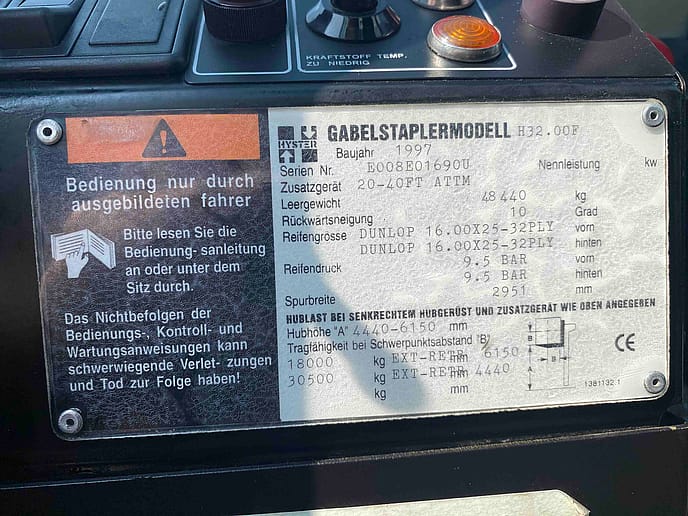 KRAFTSTOFF TEMP.
ZU NIEDRIG
Bedienung nur durch
ausgebildeten fahrer
Bitte lesen Sie die
Bedienung- sanleitung
an oder unter dem
Sitz durch.
Das Nichtbefolgen der
Bedienungs-, Kontroll- und
Wartungsanweisungen kann
schwerwiegende Verlet- zungen
und Tod zur Folge haben!
HYSTER
GABELSTAPLERMODELL H32.00F
Baujahr 1997
Serien Nr. E008E01690U Nennleistung kw
Zusatzgerät 20-40FT ATTM
Leergewicht 48440 kg
Rückwärtsneigung 10 Grad
Reifengrösse DUNLOP 16.00X25-32PLY vorn
DUNLOP 16.00X25-32PLY hinten
Reifendruck 9.5 BAR vorn
9.5 BAR hinten
Spurbreite 2951 mm
HUBLAST BEI SENKRECHTEM HUBGERÜST UND ZUSATZGERÄT WIE OBEN ANGEGEBEN
Hubhöhe "A" 4440-6150 mm
Tragfähigkeit bei Schwerpunktsabstand "B"
18000 kg EXT-RETR 6150 mm
30500 kg EXT-RETR 4440 mm
B
B
A
CE
1381132.1